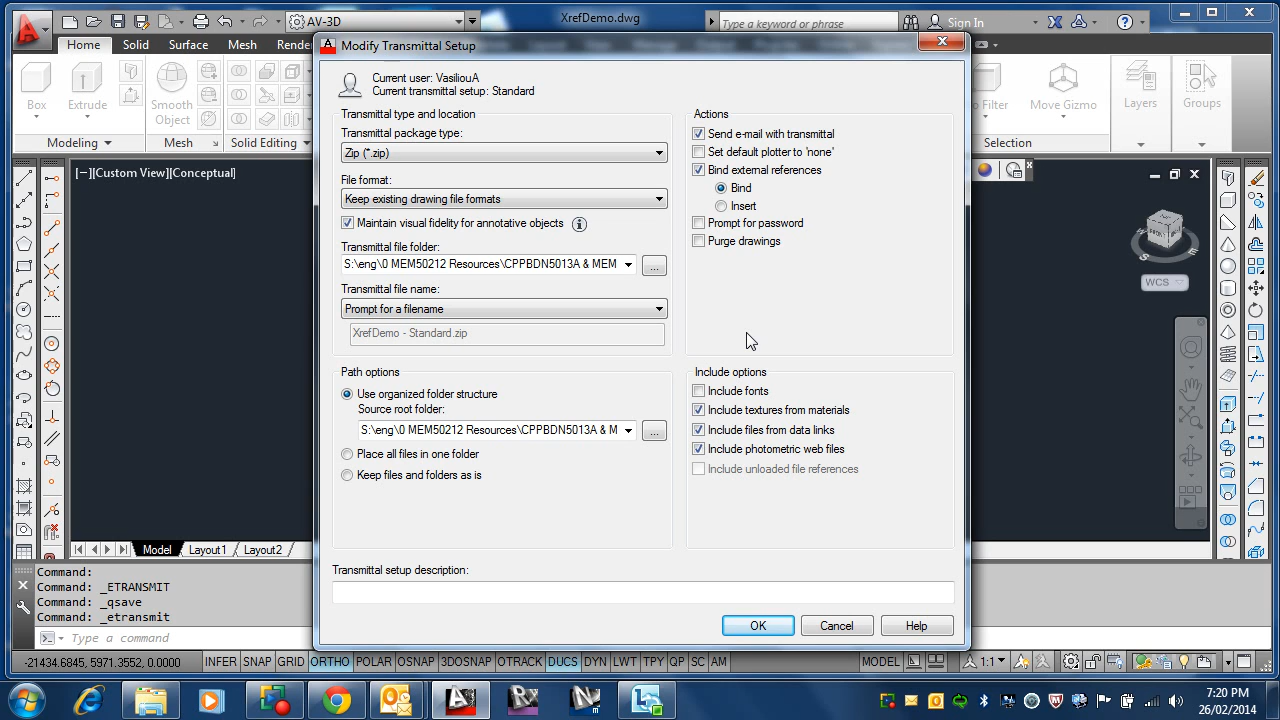 AV-3D
XrefDemo.dwg
Type a keyword or phrase
Sign In
Home Solid Surface Mesh Rende
Modify Transmittal Setup
Box
Extrude
Smooth
Object
Modeling
Mesh
Solid Editing
Filter
Move Gizmo
Layers
Groups
[−][Custom View][Conceptual]
Current user: VasiliouA
Current transmittal setup: Standard
Transmittal type and location
Transmittal package type:
Zip (*.zip)
File format:
Keep existing drawing file formats
Maintain visual fidelity for annotative objects
Transmittal file folder:
S:\eng\0 MEM50212 Resources\CPPBDN5013A & MEM
...
Transmittal file name:
Prompt for a filename
XrefDemo - Standard.zip
Path options
Use organized folder structure
Source root folder:
S:\eng\0 MEM50212 Resources\CPPBDN5013A & M
...
Place all files in one folder
Keep files and folders as is
Actions
Send e-mail with transmittal
Set default plotter to 'none'
Bind external references
Bind
Insert
Prompt for password
Purge drawings
Include options
Include fonts
Include textures from materials
Include files from data links
Include photometric web files
Include unloaded file references
Transmittal setup description:
OK Cancel Help
WCS
Model Layout1 Layout2
Command:
Command: _ETRANSMIT
Command: _qsave
Command: _etransmit
Type a command
-21434.6845, 5971.3552, 0.0000
INFER SNAP GRID ORTHO POLAR OSNAP 3DOSNAP OTRACK DUCS DYN LWT TPY QP SC AM
MODEL
1:1
7:20 PM
26/02/2014